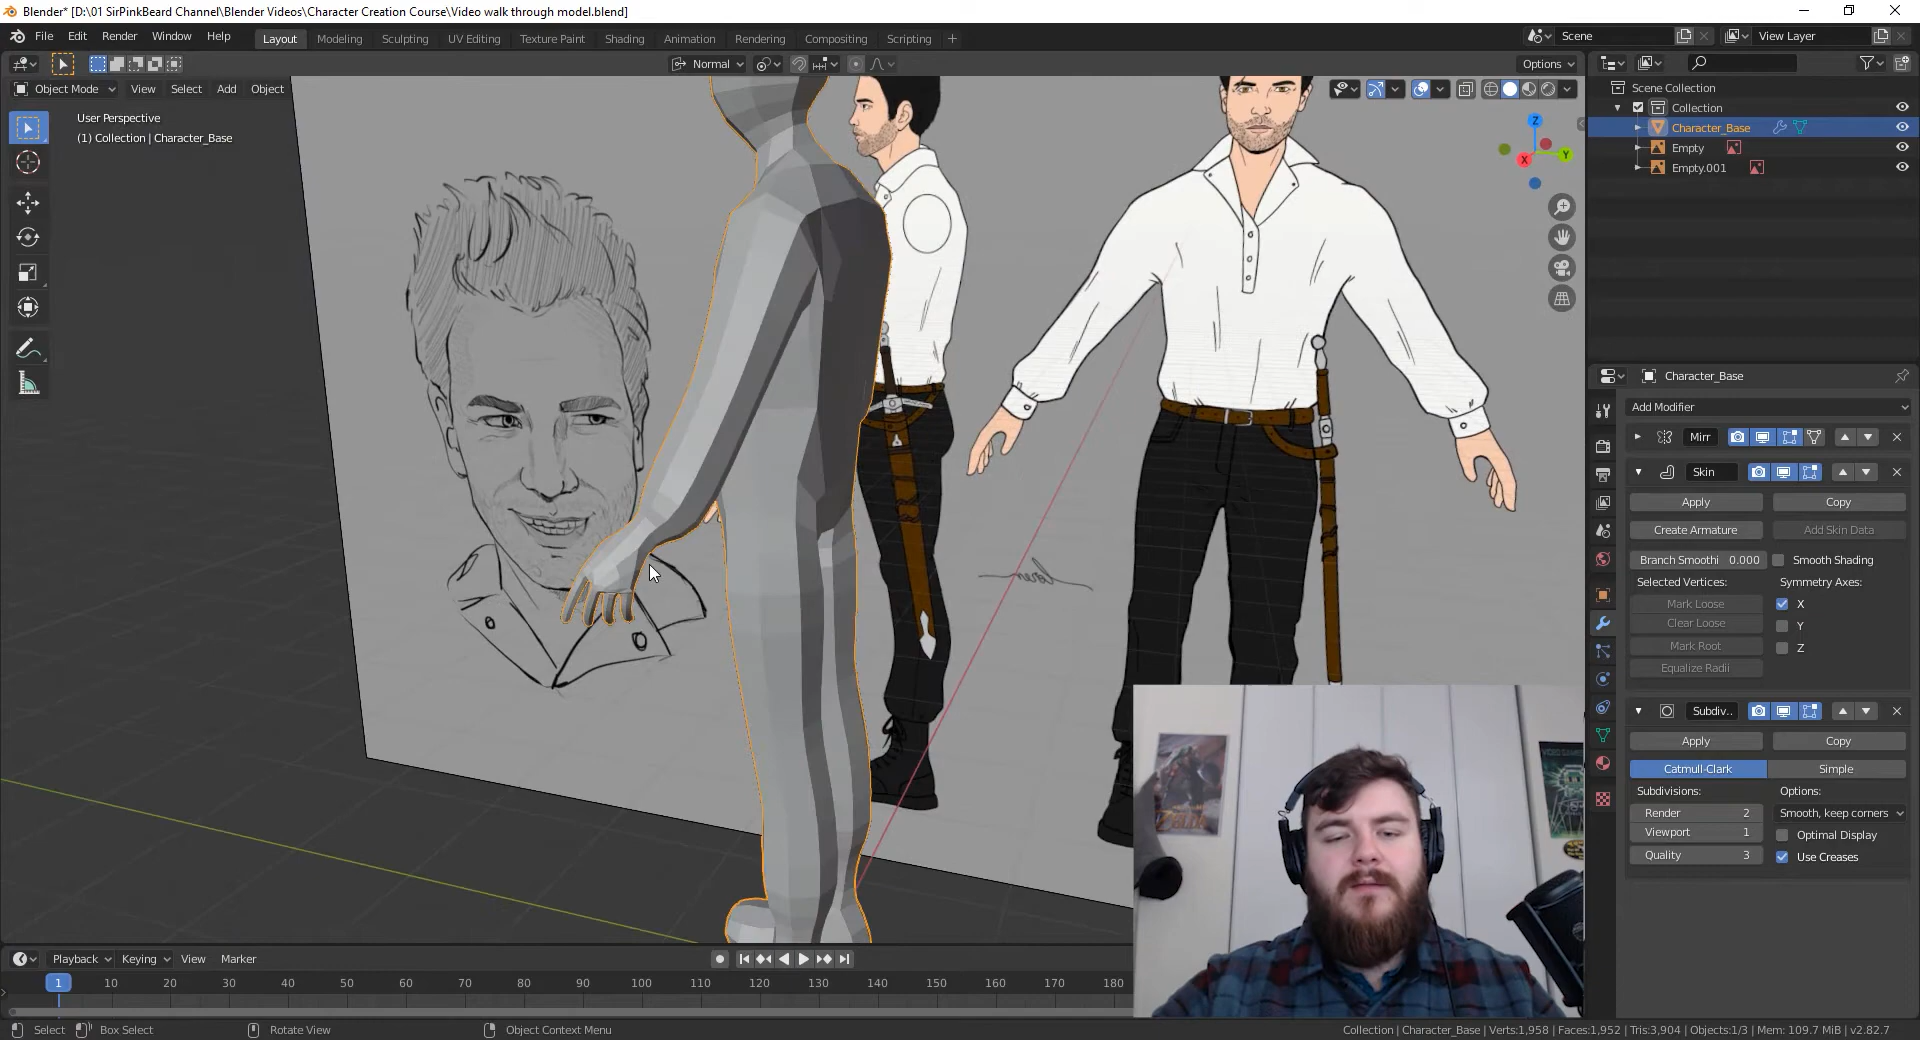 Blender* [D:\01 SirPinkBeard Channel\Blender Videos\Character Creation Course\Video walk through model.blend]
File Edit Render Window Help
Layout Modeling Sculpting UV Editing Texture Paint Shading Animation Rendering Compositing Scripting +
Scene
View Layer
Normal
Options
Object Mode View Select Add Object
User Perspective
(1) Collection | Character_Base
Z
X
Y
Scene Collection
Collection
Character_Base
Empty
Empty.001
Character_Base
Add Modifier
Mirr
Skin
Apply Copy
Create Armature Add Skin Data
Branch Smoothi 0.000 Smooth Shading
Selected Vertices: Symmetry Axes:
Mark Loose X
Clear Loose Y
Mark Root Z
Equalize Radii
Subdiv..
Apply Copy
Catmull-Clark Simple
Subdivisions: Options:
Render 2 Smooth, keep corners
Viewport 1 Optimal Display
Quality 3 Use Creases
Playback Keying View Marker
1 10 20 30 40 50 60 70 80 90 100 110 120 130 140 150 160 170 180
Select Box Select Rotate View Object Context Menu
Collection | Character_Base | Verts:1,958 | Faces:1,952 | Tris:3,904 | Objects:1/3 | Mem: 109.7 MiB | v2.82.7